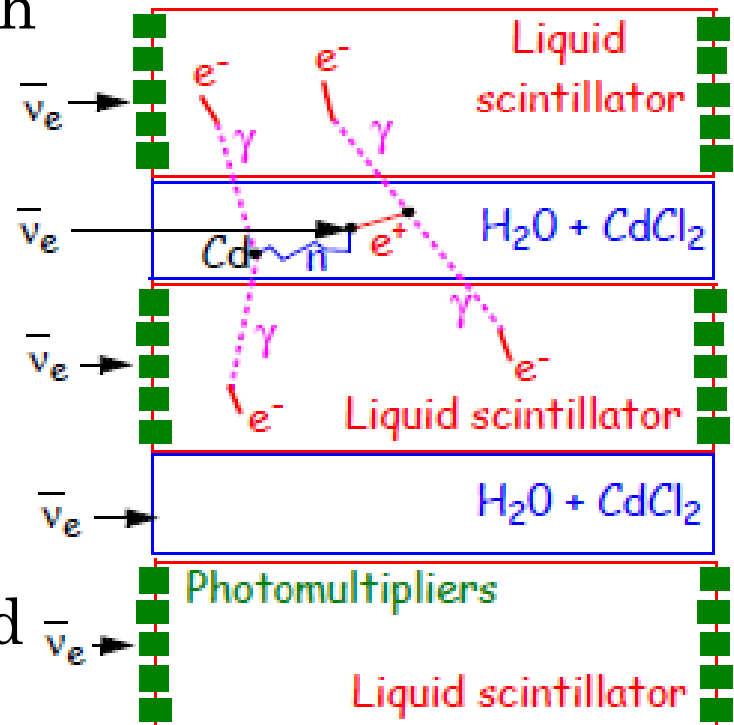 n
Liquid
scintillator
e⁻
e⁻
ν̅ₑ
γ
γ
ν̅ₑ
Cd
n
e⁺
H₂O + CdCl₂
ν̅ₑ
γ
γ
e⁻
e⁻
Liquid scintillator
ν̅ₑ
H₂O + CdCl₂
Photomultipliers
d
ν̅ₑ
Liquid scintillator